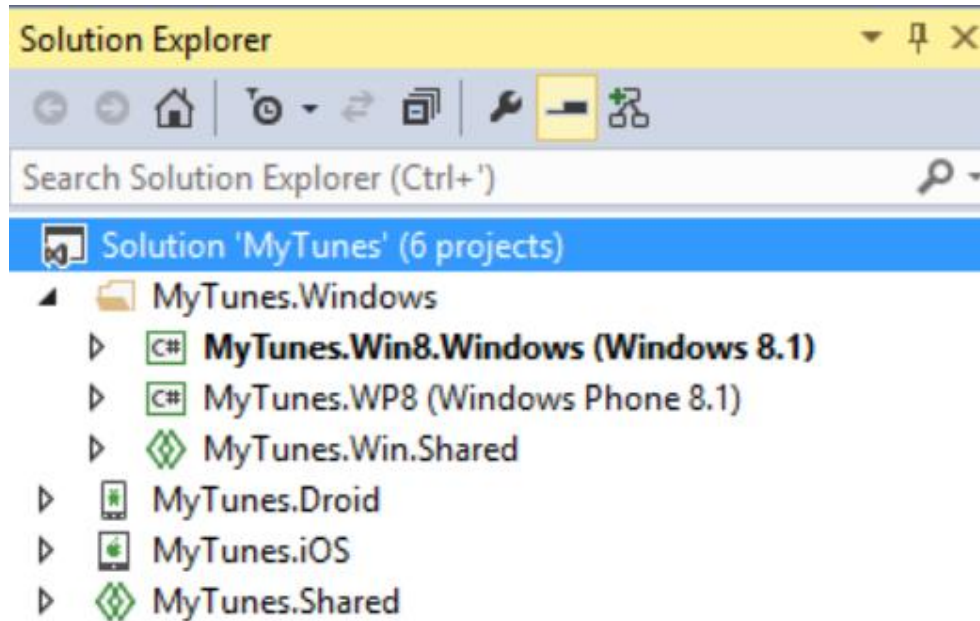 Solution Explorer
Search Solution Explorer (Ctrl+')
Solution 'MyTunes' (6 projects)
MyTunes.Windows
C# MyTunes.Win8.Windows (Windows 8.1)
C# MyTunes.WP8 (Windows Phone 8.1)
MyTunes.Win.Shared
MyTunes.Droid
MyTunes.iOS
MyTunes.Shared